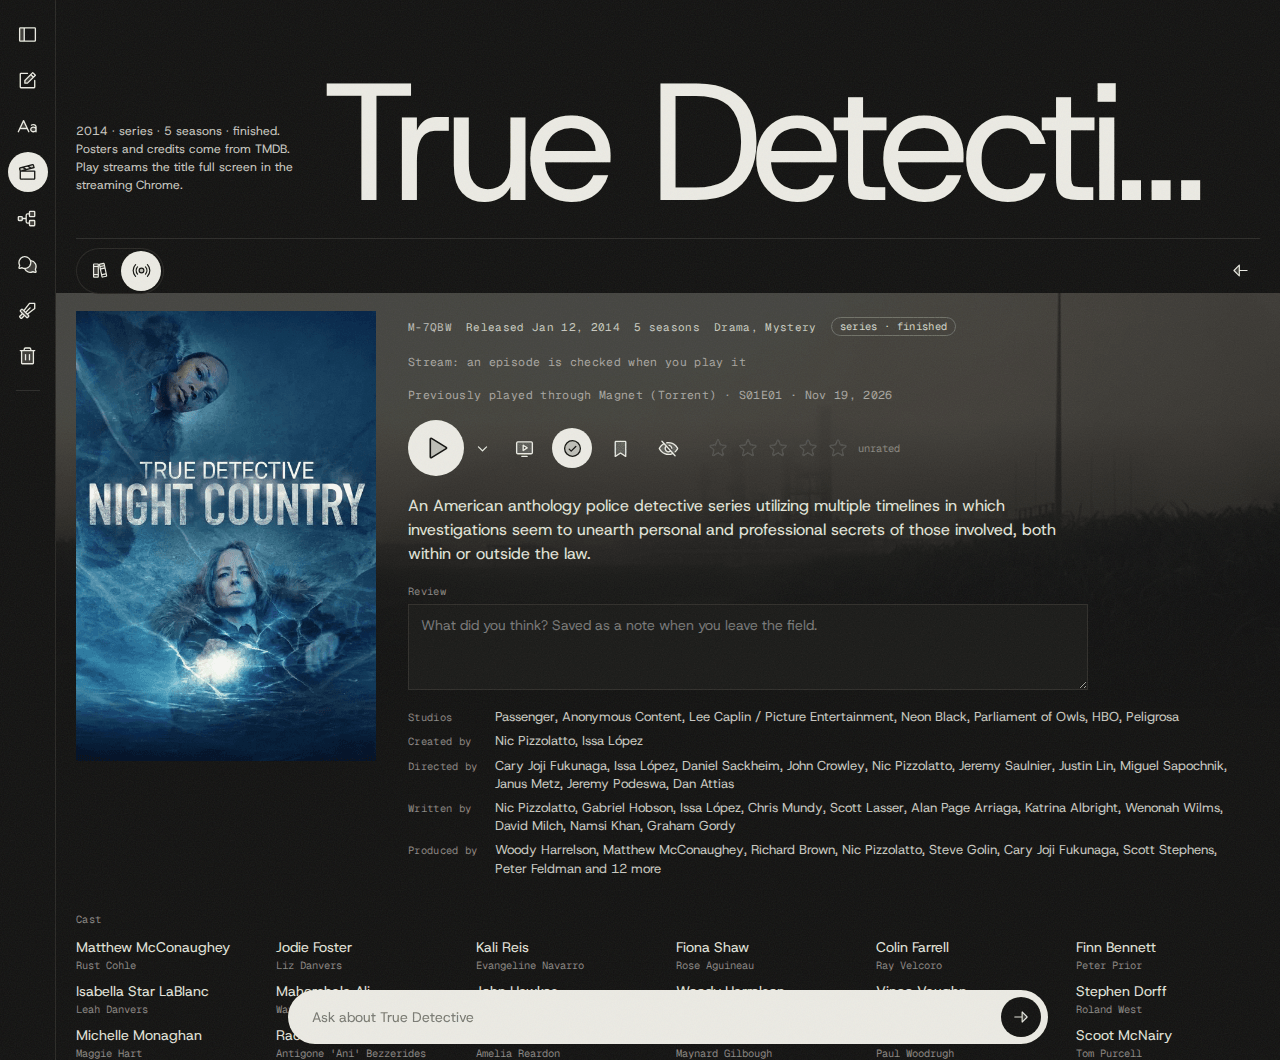 Aa
2014 · series · 5 seasons · finished.
Posters and credits come from TMDB.
Play streams the title full screen in the
streaming Chrome.
True Detecti...
M-7QBW Released Jan 12, 2014 5 seasons Drama, Mystery series · finished
Stream: an episode is checked when you play it
Previously played through Magnet (Torrent) · S01E01 · Nov 19, 2026
unrated
TRUE DETECTIVE
NIGHT COUNTRY
An American anthology police detective series utilizing multiple timelines in which
investigations seem to unearth personal and professional secrets of those involved, both
within or outside the law.
Review
What did you think? Saved as a note when you leave the field.
Studios Passenger, Anonymous Content, Lee Caplin / Picture Entertainment, Neon Black, Parliament of Owls, HBO, Peligrosa
Created by Nic Pizzolatto, Issa López
Directed by Cary Joji Fukunaga, Issa López, Daniel Sackheim, John Crowley, Nic Pizzolatto, Jeremy Saulnier, Justin Lin, Miguel Sapochnik,
Janus Metz, Jeremy Podeswa, Dan Attias
Written by Nic Pizzolatto, Gabriel Hobson, Issa López, Chris Mundy, Scott Lasser, Alan Page Arriaga, Katrina Albright, Wenonah Wilms,
David Milch, Namsi Khan, Graham Gordy
Produced by Woody Harrelson, Matthew McConaughey, Richard Brown, Nic Pizzolatto, Steve Golin, Cary Joji Fukunaga, Scott Stephens,
Peter Feldman and 12 more
Cast
Matthew McConaughey Jodie Foster Kali Reis Fiona Shaw Colin Farrell Finn Bennett
Rust Cohle Liz Danvers Evangeline Navarro Rose Aguineau Ray Velcoro Peter Prior
Isabella Star LaBlanc Stephen Dorff
Leah Danvers Roland West
Ask about True Detective
Michelle Monaghan Scoot McNairy
Maggie Hart Antigone 'Ani' Bezzerides Amelia Reardon Maynard Gilbough Paul Woodrugh Tom Purcell